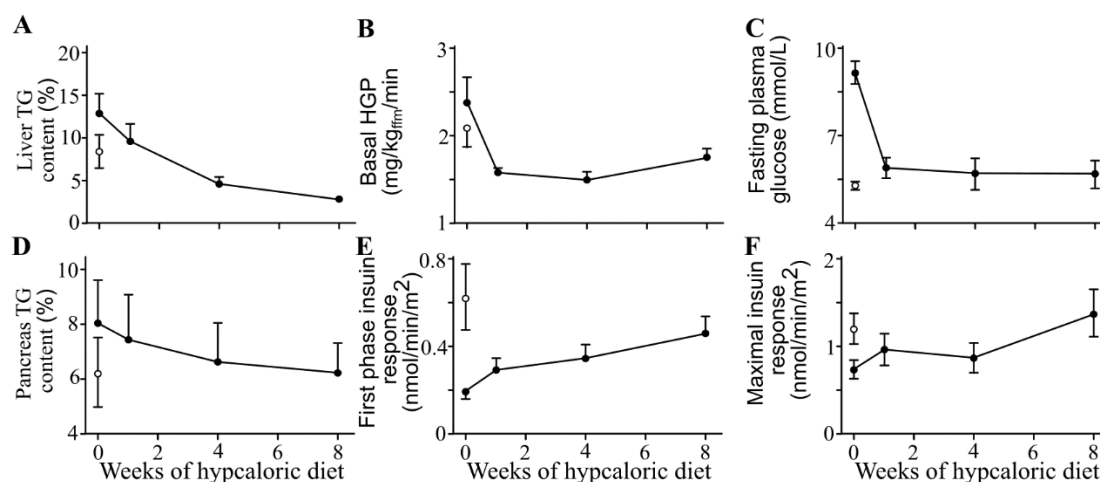 A
Liver TG
content (%)
20
15
10
5
0
B
Basal HGP
(mg/kgffm/min
3
2
1
C
Fasting plasma
glucose (mmol/L)
10
7
4
D
Pancreas TG
content (%)
10
8
6
4
0 2 4 6 8
Weeks of hypcaloric diet
E
First phase insuin
response
(nmol/min/m2)
0.8
0.4
0
0 2 4 6 8
Weeks of hypcaloric diet
F
Maximal insuin
response
(nmol/min/m2)
2
1
0
0 2 4 6 8
Weeks of hypcaloric diet